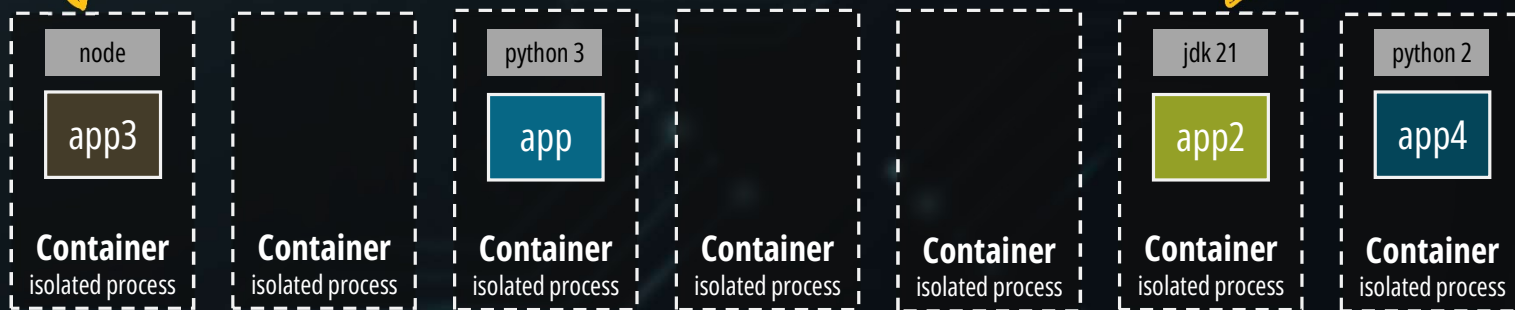 node
app3
Container
isolated process
Container
isolated process
python 3
app
Container
isolated process
Container
isolated process
Container
isolated process
jdk 21
app2
Container
isolated process
python 2
app4
Container
isolated process